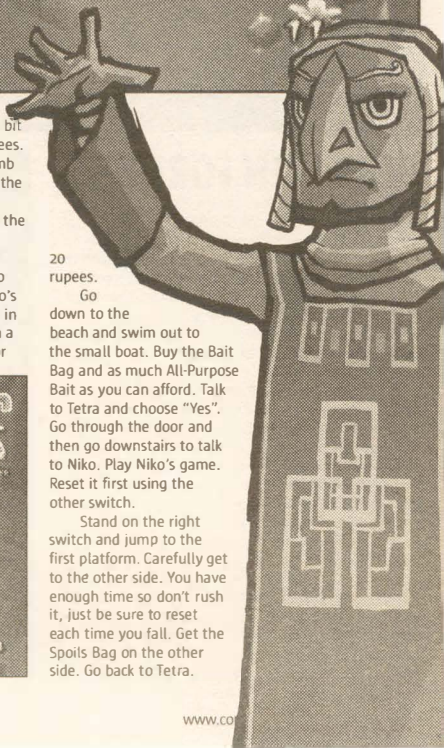 bit
ees.
mb
the
the
o
o's
in
n a
or
20
rupees.
Go
down to the
beach and swim out to
the small boat. Buy the Bait
Bag and as much All-Purpose
Bait as you can afford. Talk
to Tetra and choose "Yes".
Go through the door and
then go downstairs to talk
to Niko. Play Niko's game.
Reset it first using the
other switch.
Stand on the right
switch and jump to the
first platform. Carefully get
to the other side. You have
enough time so don't rush
it, just be sure to reset
each time you fall. Get the
Spoils Bag on the other
side. Go back to Tetra.
www.co